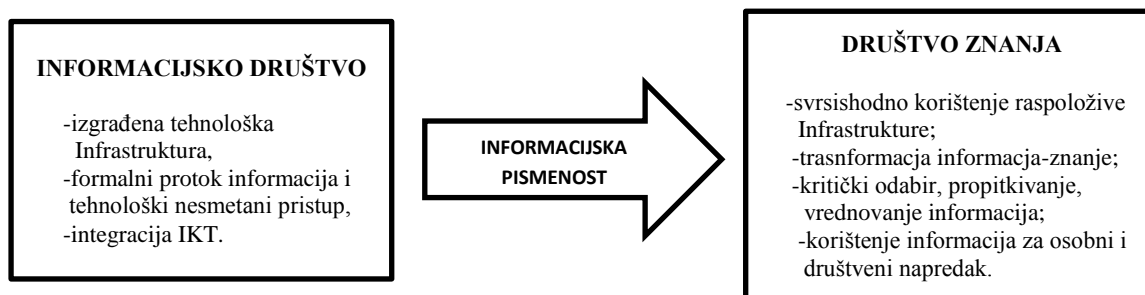 INFORMACIJSKO DRUŠTVO
-izgrađena tehnološka
Infrastruktura,
-formalni protok informacija i
tehnološki nesmetani pristup,
-integracija IKT.
INFORMACIJSKA
PISMENOST
DRUŠTVO ZNANJA
-svrsishodno korištenje raspoložive
Infrastrukture;
-trasnformacja informacja-znanje;
-kritički odabir, propitkivanje,
vrednovanje informacija;
-korištenje informacija za osobni i
društveni napredak.